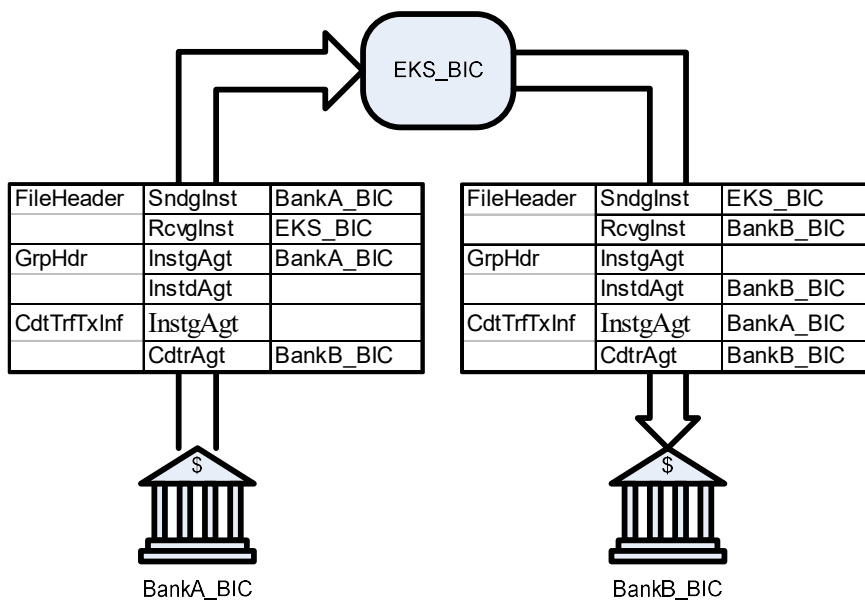 EKS_BIC
FileHeader SndgInst BankA_BIC
RcvgInst EKS_BIC
GrpHdr InstgAgt BankA_BIC
InstdAgt
CdtTrfTxInf InstgAgt
CdtrAgt BankB_BIC
FileHeader SndgInst EKS_BIC
RcvgInst BankB_BIC
GrpHdr InstgAgt
InstdAgt BankB_BIC
CdtTrfTxInf InstgAgt BankA_BIC
CdtrAgt BankB_BIC
$
BankA_BIC
$
BankB_BIC